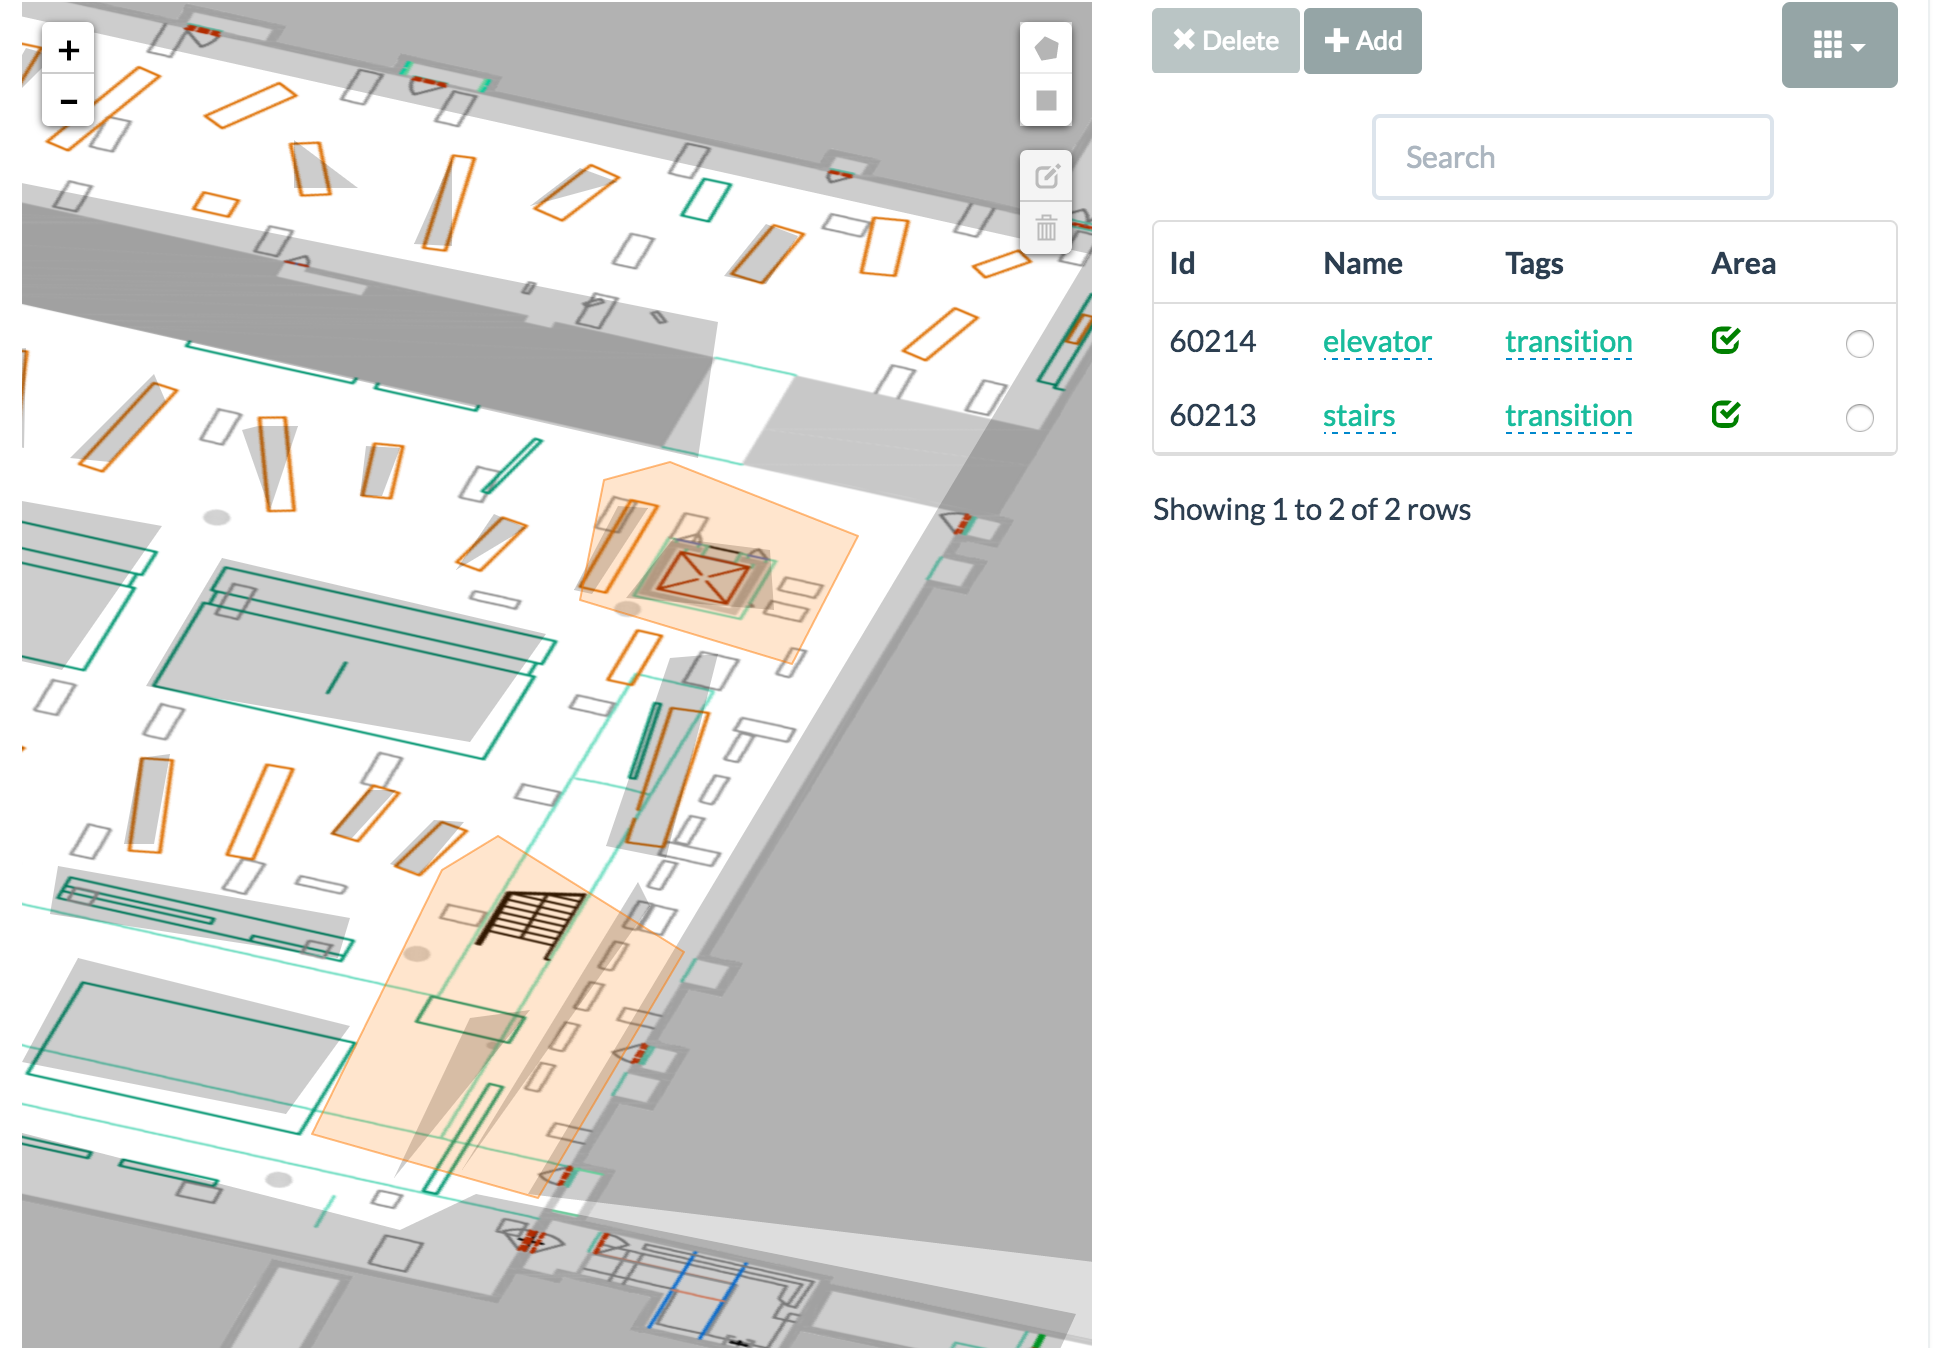 +
−
Delete
Add
Search
Id Name Tags Area
60214 elevator transition
60213 stairs transition
Showing 1 to 2 of 2 rows